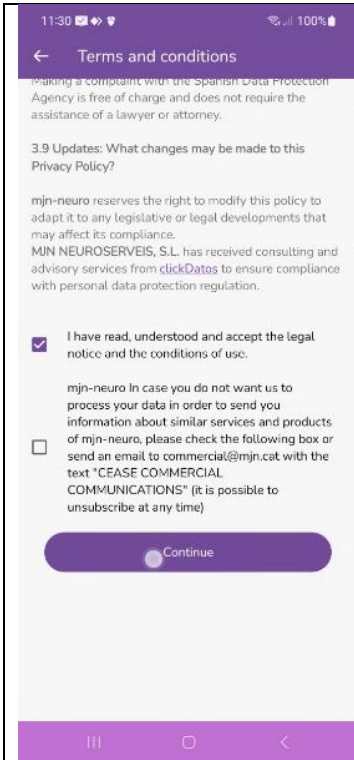 11:30 100%
Terms and conditions
Making a complaint with the Spanish Data Protection
Agency is free of charge and does not require the
assistance of a lawyer or attorney.
3.9 Updates: What changes may be made to this
Privacy Policy?
mjn-neuro reserves the right to modify this policy to
adapt it to any legislative or legal developments that
may affect its compliance.
MJN NEUROSERVEIS, S.L. has received consulting and
advisory services from clickDatos to ensure compliance
with personal data protection regulation.
I have read, understood and accept the legal
notice and the conditions of use.
mjn-neuro In case you do not want us to
process your data in order to send you
information about similar services and products
of mjn-neuro, please check the following box or
send an email to commercial@mjn.cat with the
text "CEASE COMMERCIAL
COMMUNICATIONS" (it is possible to
unsubscribe at any time)
Continue